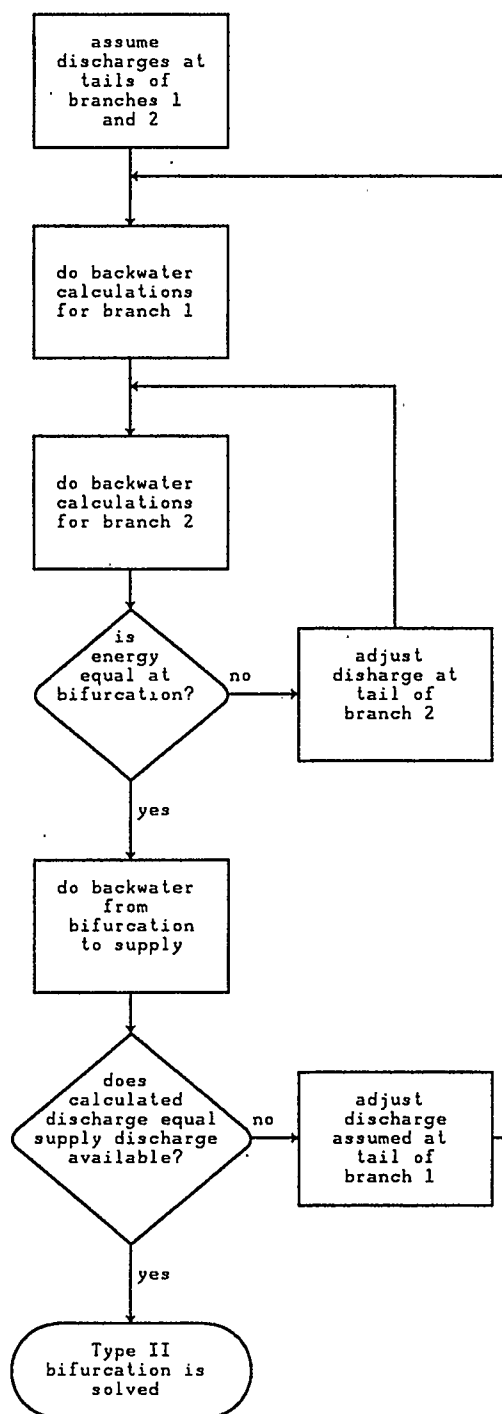 assume
discharges at
tails of
branches 1
and 2
do backwater
calculations
for branch 1
do backwater
calculations
for branch 2
is
energy
equal at
bifurcation?
no
adjust
disharge at
tail of
branch 2
yes
do backwater
from
bifurcation
to supply
does
calculated
discharge equal
supply discharge
available?
no
adjust
discharge
assumed at
tail of
branch 1
yes
Type II
bifurcation is
solved